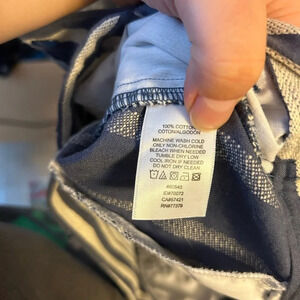 100% COTTON
COTON/ALGODON
MACHINE WASH COLD
ONLY NON-CHLORINE
BLEACH WHEN NEEDED
TUMBLE DRY LOW
COOL IRON IF NEEDED
DO NOT DRY CLEAN